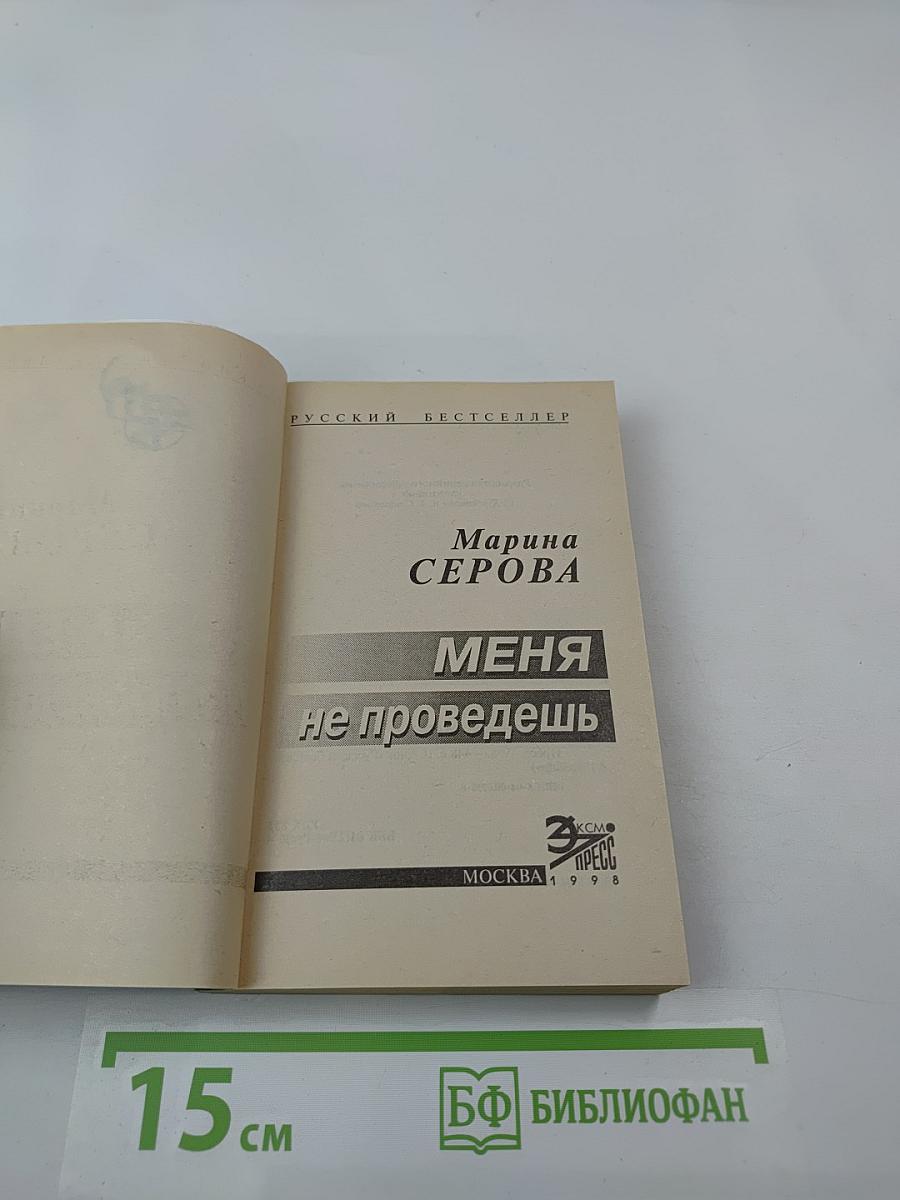 РУССКИЙ БЕСТСЕЛЛЕР
Марина
СЕРОВА
МЕНЯ
не проведешь
ЭКСМО
ПРЕСС
МОСКВА 1998
15 см
БФ БИБЛИОФАН